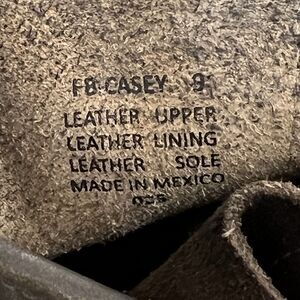 FB-CASEY 9
LEATHER UPPER
LEATHER LINING
LEATHER SOLE
MADE IN MEXICO